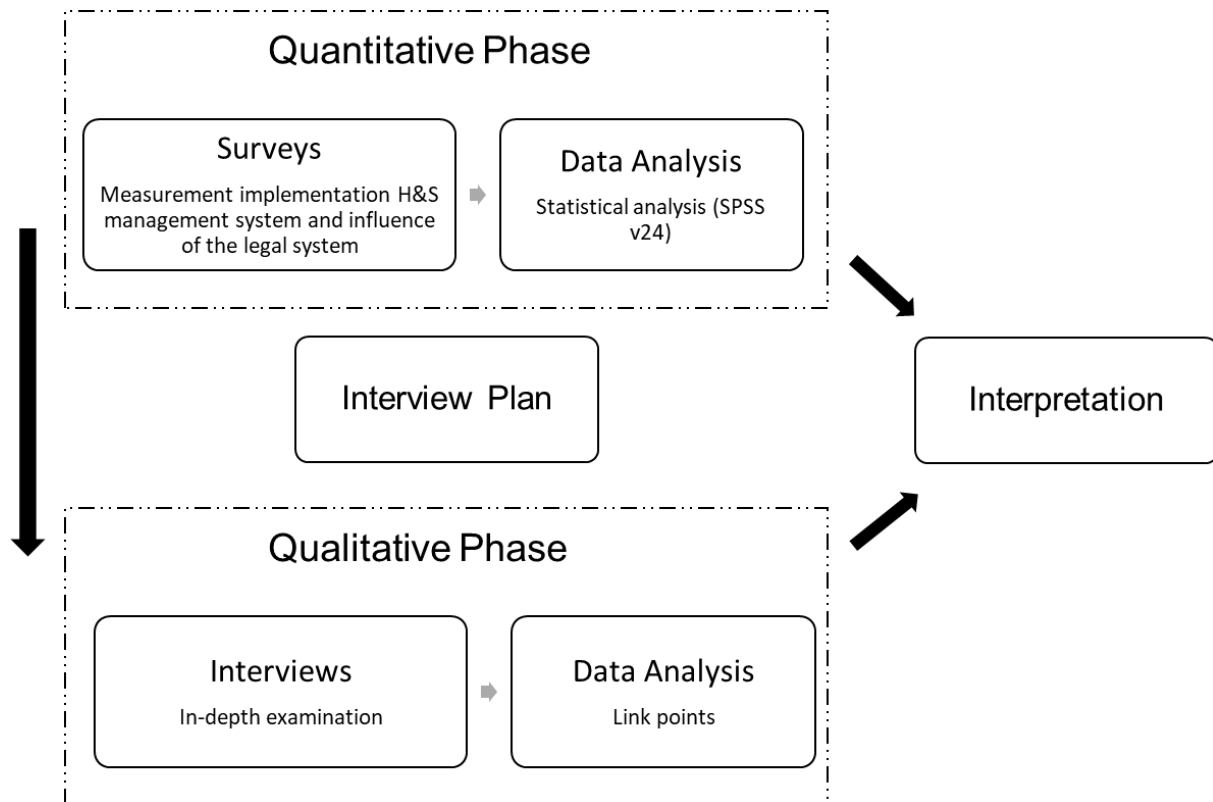 Quantitative Phase
Surveys
Measurement implementation H&S
management system and influence
of the legal system
Data Analysis
Statistical analysis (SPSS
v24)
Interview Plan
Interpretation
Qualitative Phase
Interviews
In-depth examination
Data Analysis
Link points